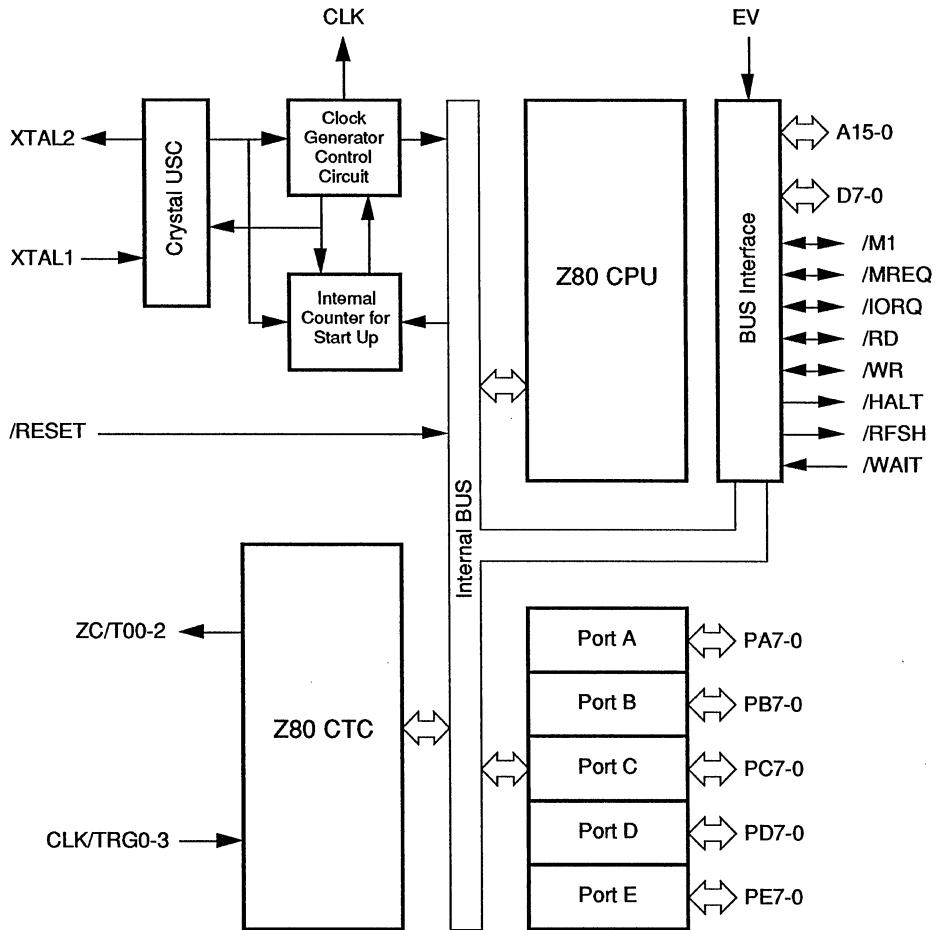 CLK
EV
XTAL2
XTAL1
Crystal USC
Clock
Generator
Control
Circuit
Internal
Counter for
Start Up
/RESET
Internal BUS
Z80 CPU
BUS Interface
A15-0
D7-0
/M1
/MREQ
/IORQ
/RD
/WR
/HALT
/RFSH
/WAIT
ZC/T00-2
CLK/TRG0-3
Z80 CTC
Port A
PA7-0
Port B
PB7-0
Port C
PC7-0
Port D
PD7-0
Port E
PE7-0